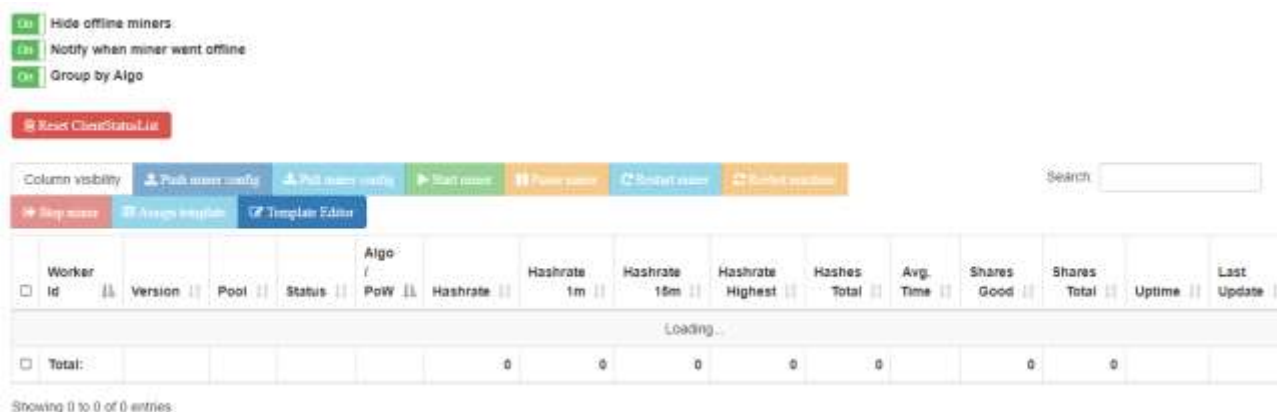 On Hide offline miners
On Notify when miner went offline
On Group by Algo
Reset ClientStatusList
Column visibility Push miner config Pull miner config Start miner Pause miner Restart miner Restart machine
Search:
Stop miner Assign template Template Editor
Worker Id Version Pool Status Algo / PoW Hashrate Hashrate 1m Hashrate 15m Hashrate Highest Hashes Total Avg. Time Shares Good Shares Total Uptime Last Update
Loading...
Total: 0 0 0 0 0 0 0
Showing 0 to 0 of 0 entries